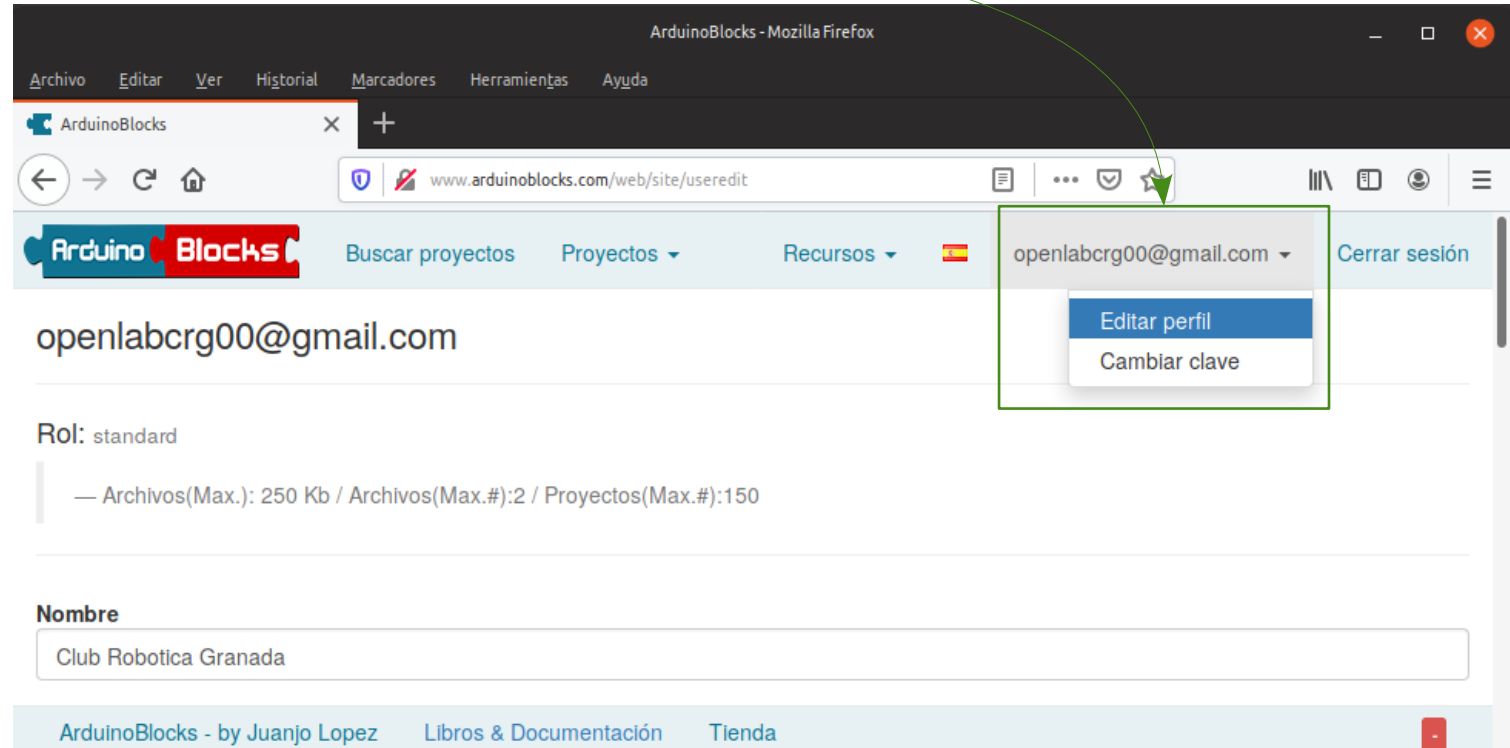 ArduinoBlocks - Mozilla Firefox
Archivo Editar Ver Historial Marcadores Herramientas Ayuda
ArduinoBlocks
www.arduinoblocks.com/web/site/useredit
Arduino Blocks Buscar proyectos Proyectos Recursos openlabcrg00@gmail.com Cerrar sesión
Editar perfil
Cambiar clave
openlabcrg00@gmail.com
Rol: standard
— Archivos(Max.): 250 Kb / Archivos(Max.#):2 / Proyectos(Max.#):150
Nombre
Club Robotica Granada
ArduinoBlocks - by Juanjo Lopez Libros & Documentación Tienda -